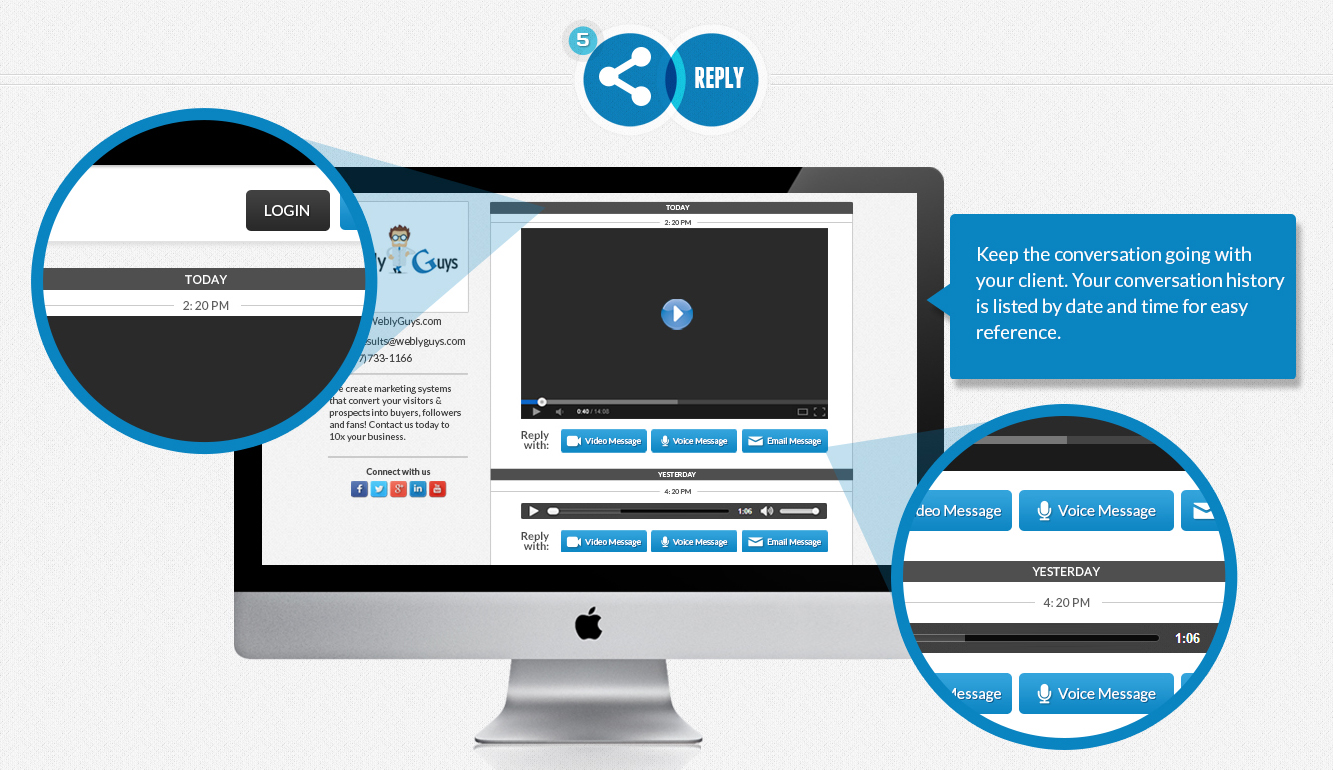 5
REPLY
LOGIN
TODAY
2: 20 PM
ly Guys
WeblyGuys.com
sults@weblyguys.com
7)733-1166
e create marketing systems
that convert your visitors &
prospects into buyers, followers
and fans! Contact us today to
10x your business.
Connect with us
f
g+
in
You
TODAY
2: 20 PM
0:40 / 14:08
Reply
with:
Video Message
Voice Message
Email Message
YESTERDAY
4: 20 PM
1:06
Reply
with:
Video Message
Voice Message
Email Message
Keep the conversation going with
your client. Your conversation history
is listed by date and time for easy
reference.
deo Message
Voice Message
YESTERDAY
4: 20 PM
1:06
Message
Voice Message